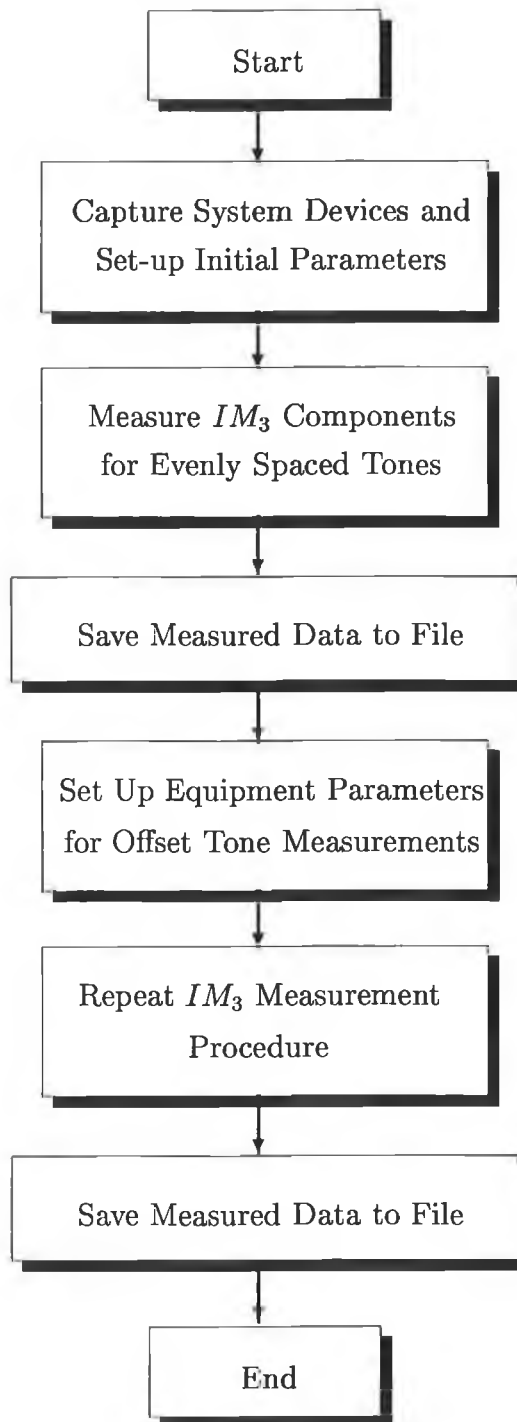 Start
Capture System Devices and
Set-up Initial Parameters
Measure IM₃ Components
for Evenly Spaced Tones
Save Measured Data to File
Set Up Equipment Parameters
for Offset Tone Measurements
Repeat IM₃ Measurement
Procedure
Save Measured Data to File
End